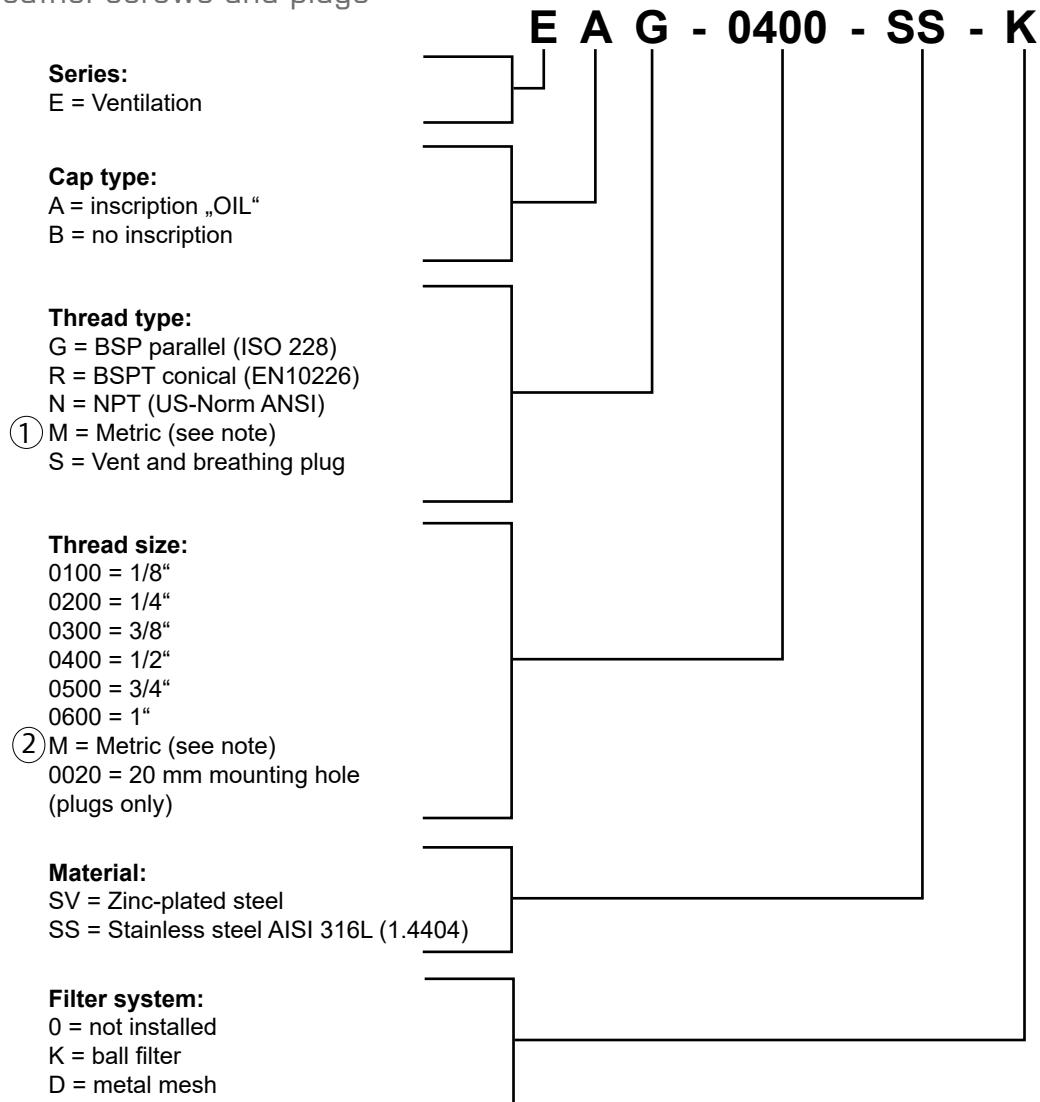 screws and plugs
E A G - 0400 - SS - K
Series:
E = Ventilation
Cap type:
A = inscription „OIL“
B = no inscription
Thread type:
G = BSP parallel (ISO 228)
R = BSPT conical (EN10226)
N = NPT (US-Norm ANSI)
① M = Metric (see note)
S = Vent and breathing plug
Thread size:
0100 = 1/8“
0200 = 1/4“
0300 = 3/8“
0400 = 1/2“
0500 = 3/4“
0600 = 1“
② M = Metric (see note)
0020 = 20 mm mounting hole
(plugs only)
Material:
SV = Zinc-plated steel
SS = Stainless steel AISI 316L (1.4404)
Filter system:
0 = not installed
K = ball filter
D = metal mesh